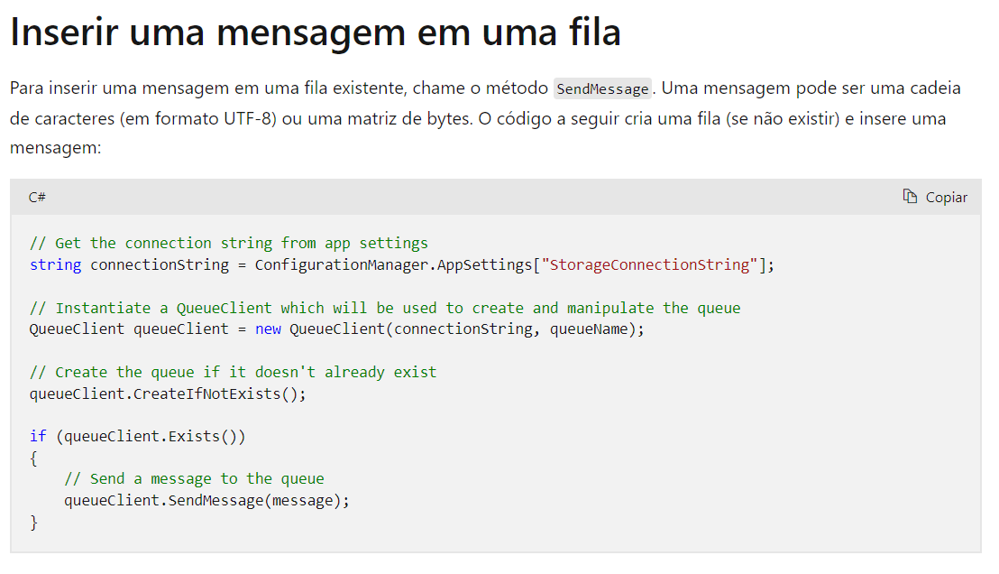 Inserir uma mensagem em uma fila
Para inserir uma mensagem em uma fila existente, chame o método SendMessage. Uma mensagem pode ser uma cadeia
de caracteres (em formato UTF-8) ou uma matriz de bytes. O código a seguir cria uma fila (se não existir) e insere uma
mensagem:
C#
Copiar
// Get the connection string from app settings
string connectionString = ConfigurationManager.AppSettings["StorageConnectionString"];
// Instantiate a QueueClient which will be used to create and manipulate the queue
QueueClient queueClient = new QueueClient(connectionString, queueName);
// Create the queue if it doesn't already exist
queueClient.CreateIfNotExists();
if (queueClient.Exists())
{
    // Send a message to the queue
    queueClient.SendMessage(message);
}